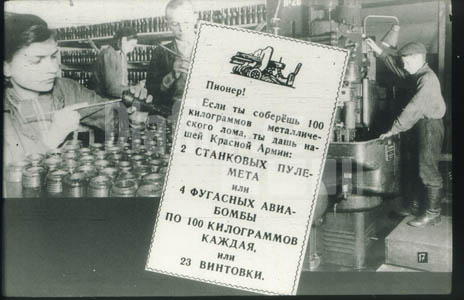 Пионер!
Если ты соберёшь 100
килограммов металличе-
ского лома, ты дашь на-
шей Красной Армии:
2 СТАНКОВЫХ ПУЛЕ-
МЕТА
или
4 ФУГАСНЫХ АВИА-
БОМБЫ
ПО 100 КИЛОГРАММОВ
КАЖДАЯ,
или
23 ВИНТОВКИ.
17